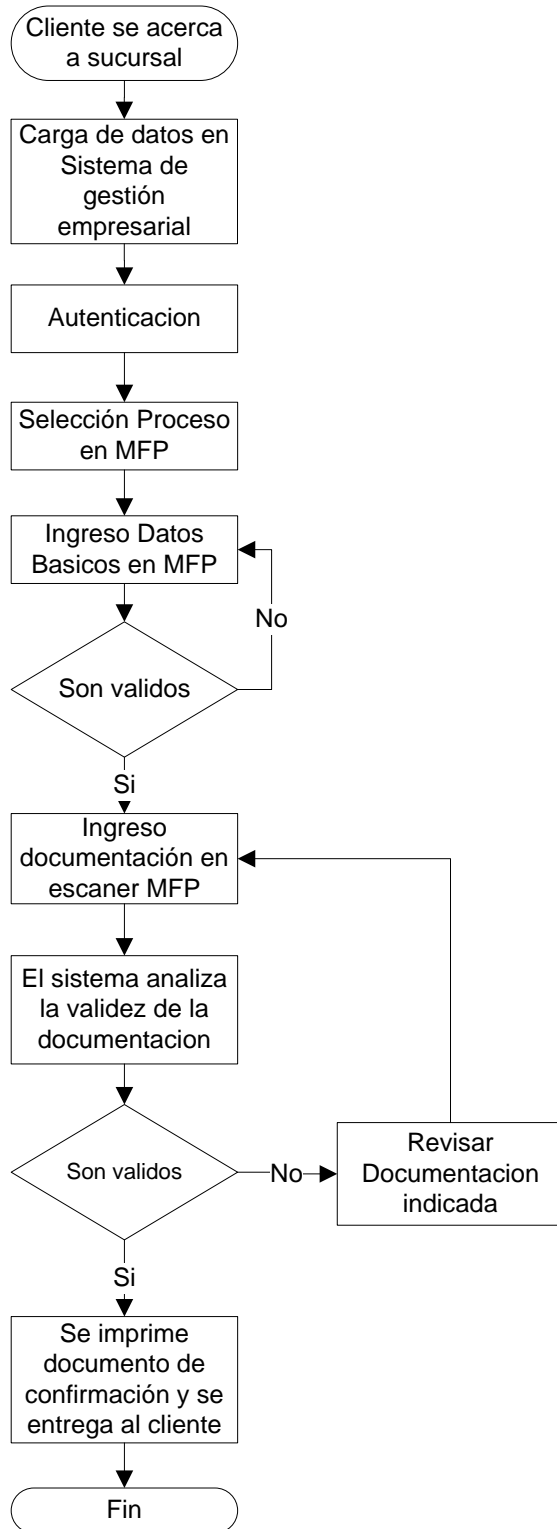 Cliente se acerca
a sucursal
Carga de datos en
Sistema de
gestión
empresarial
Autenticacion
Selección Proceso
en MFP
Ingreso Datos
Basicos en MFP
No
Son validos
Si
Ingreso
documentación en
escaner MFP
El sistema analiza
la validez de la
documentacion
Son validos
No
Revisar
Documentacion
indicada
Si
Se imprime
documento de
confirmación y se
entrega al cliente
Fin